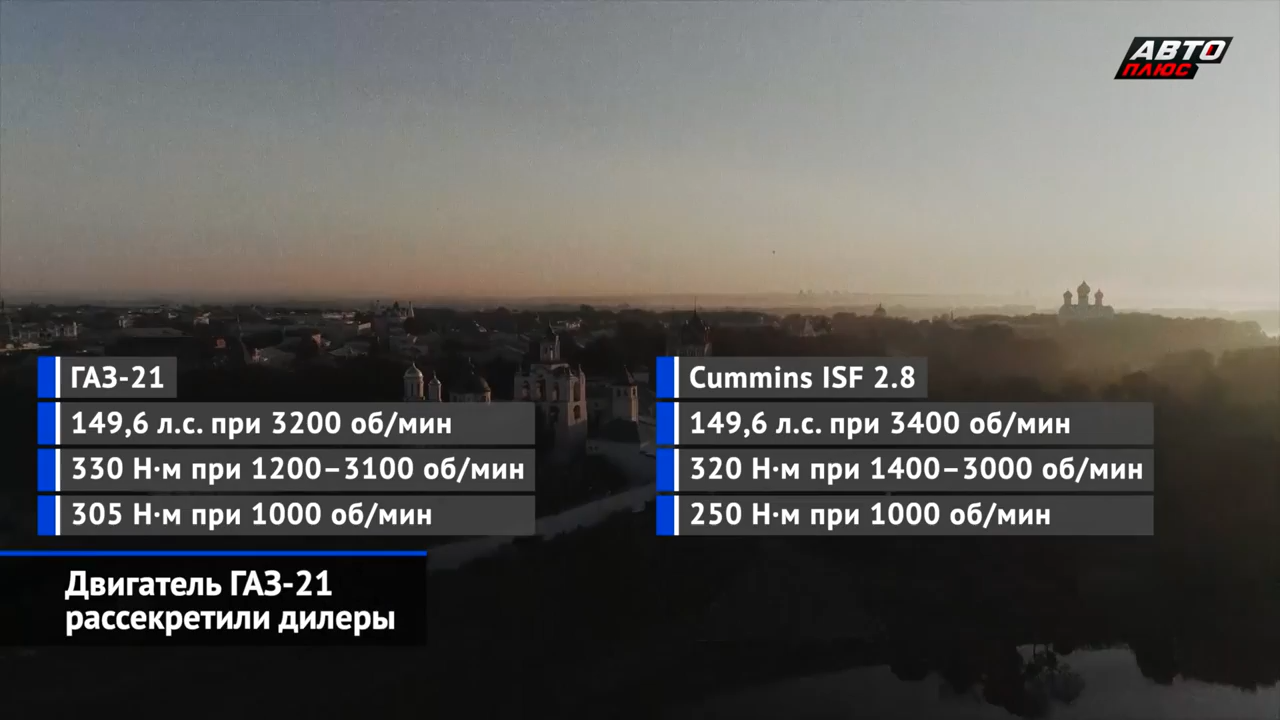 АВТО
ПЛЮС
ГАЗ-21
149,6 л.с. при 3200 об/мин
330 Н·м при 1200–3100 об/мин
305 Н·м при 1000 об/мин
Cummins ISF 2.8
149,6 л.с. при 3400 об/мин
320 Н·м при 1400–3000 об/мин
250 Н·м при 1000 об/мин
Двигатель ГАЗ-21
рассекретили дилеры